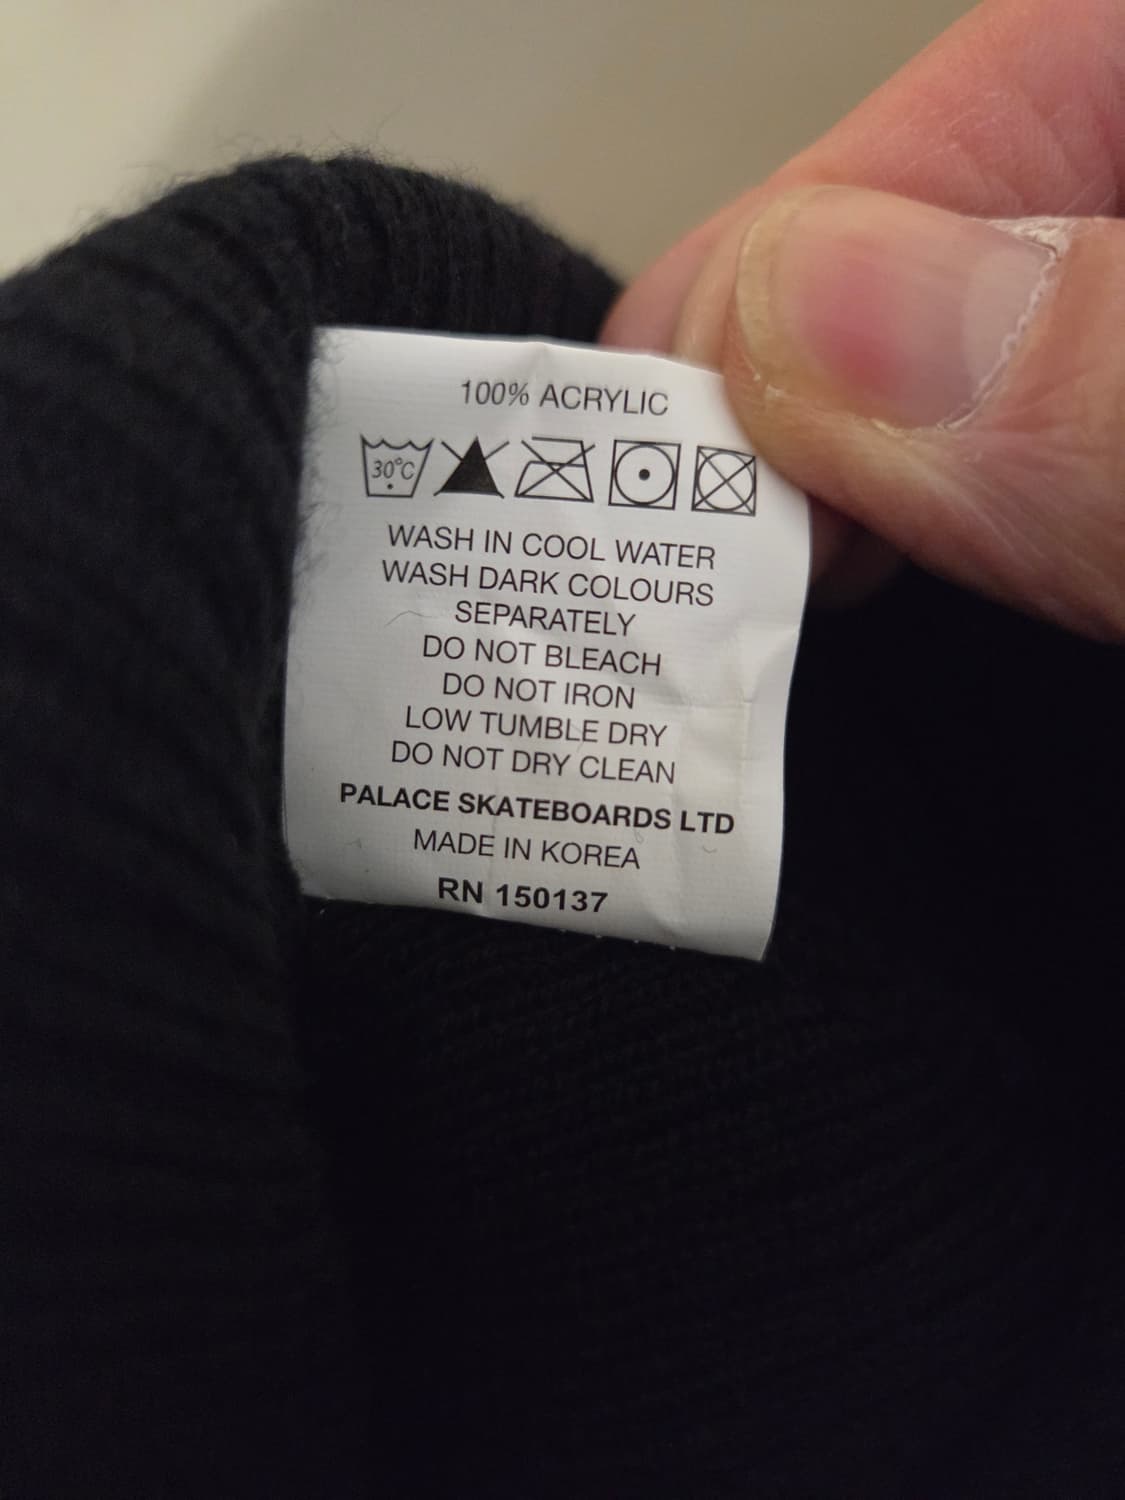 100% ACRYLIC
30°C
WASH IN COOL WATER
WASH DARK COLOURS
SEPARATELY
DO NOT BLEACH
DO NOT IRON
LOW TUMBLE DRY
DO NOT DRY CLEAN
PALACE SKATEBOARDS LTD
MADE IN KOREA
RN 150137